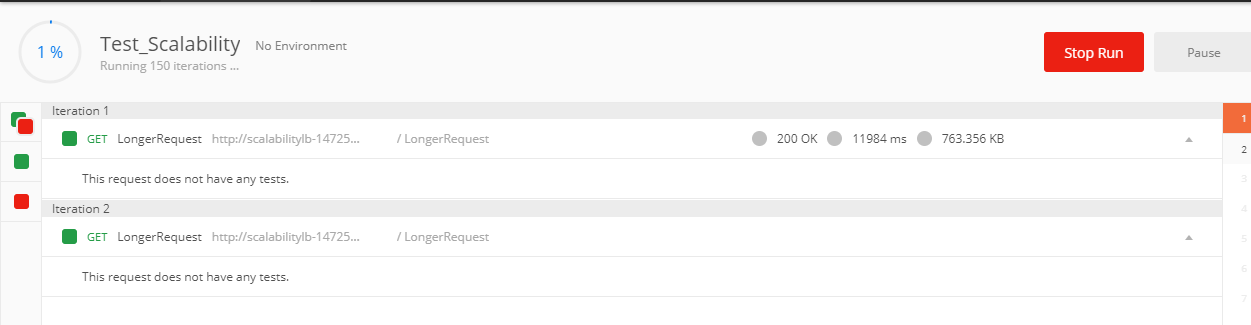 1 %
Test_Scalability No Environment
Running 150 iterations ...
Stop Run
Pause
Iteration 1
GET LongerRequest http://scalabilitylb-14725... / LongerRequest 200 OK 11984 ms 763.356 KB
This request does not have any tests.
Iteration 2
GET LongerRequest http://scalabilitylb-14725... / LongerRequest
This request does not have any tests.
1
2
3
4
5
6
7